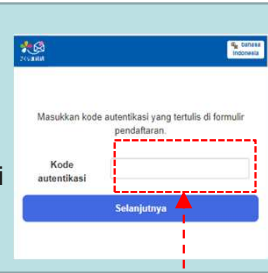 bahasa
Indonesia
Masukkan kode autentikasi yang tertulis di formulir
pendaftaran.
Kode
autentikasi
i
Selanjutnya